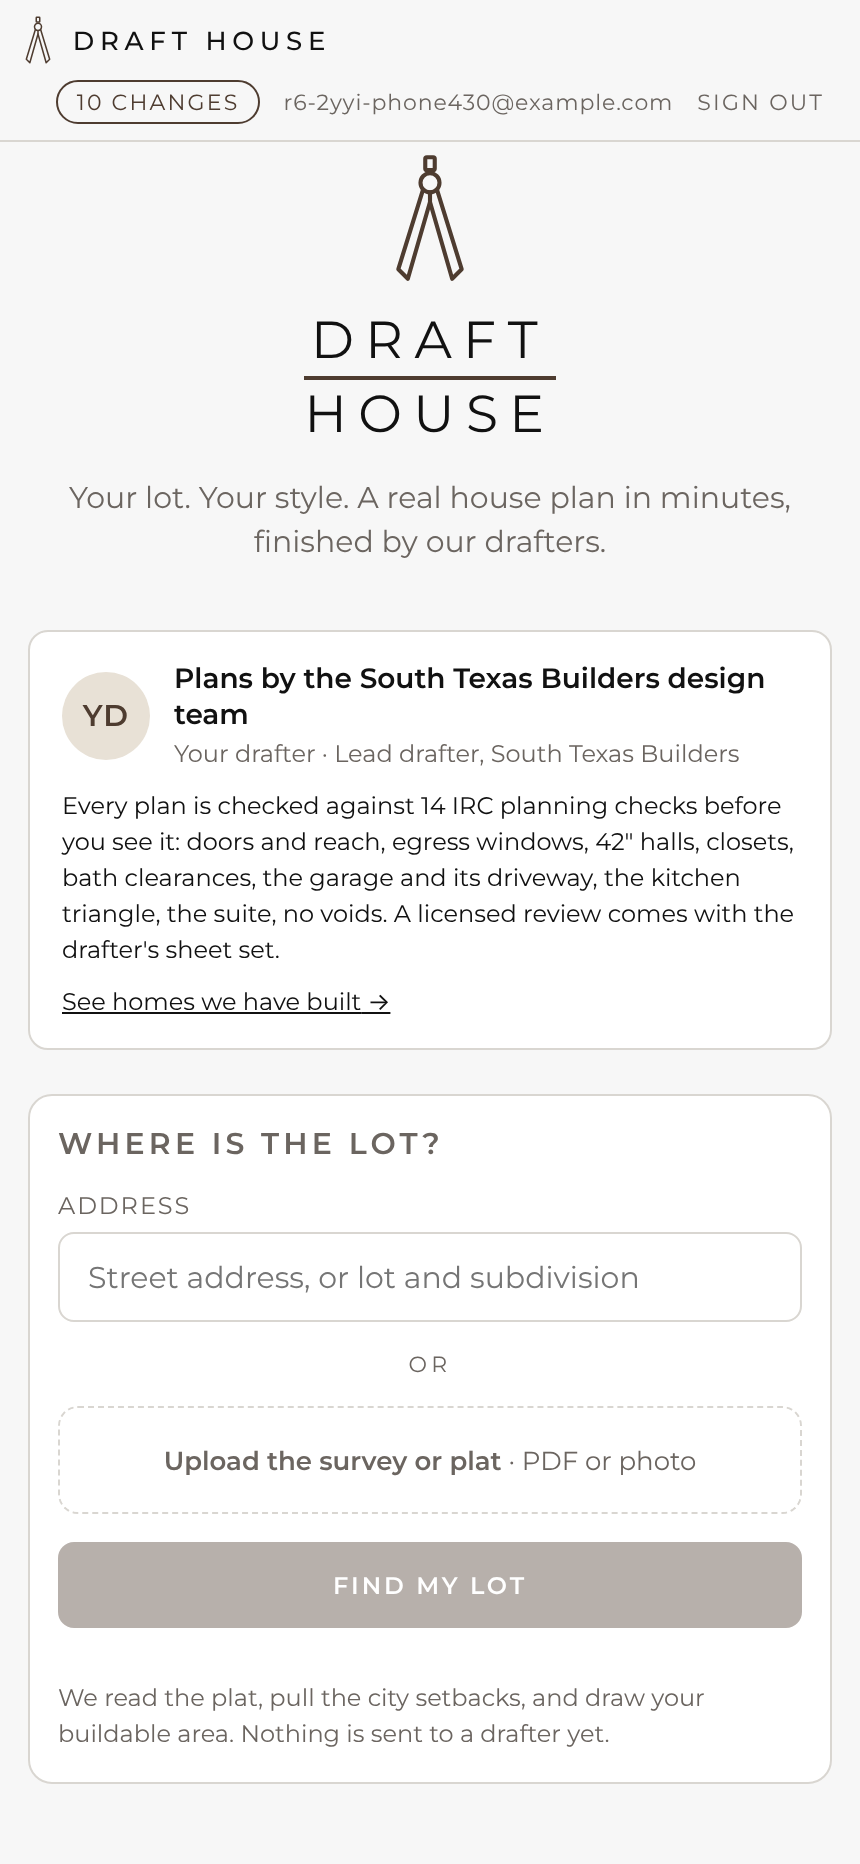 DRAFT HOUSE
10 CHANGES r6-2yyi-phone430@example.com SIGN OUT
DRAFT
HOUSE
Your lot. Your style. A real house plan in minutes,
finished by our drafters.
YD
Plans by the South Texas Builders design
team
Your drafter · Lead drafter, South Texas Builders
Every plan is checked against 14 IRC planning checks before
you see it: doors and reach, egress windows, 42" halls, closets,
bath clearances, the garage and its driveway, the kitchen
triangle, the suite, no voids. A licensed review comes with the
drafter's sheet set.
See homes we have built →
WHERE IS THE LOT?
ADDRESS
Street address, or lot and subdivision
OR
Upload the survey or plat · PDF or photo
FIND MY LOT
We read the plat, pull the city setbacks, and draw your
buildable area. Nothing is sent to a drafter yet.